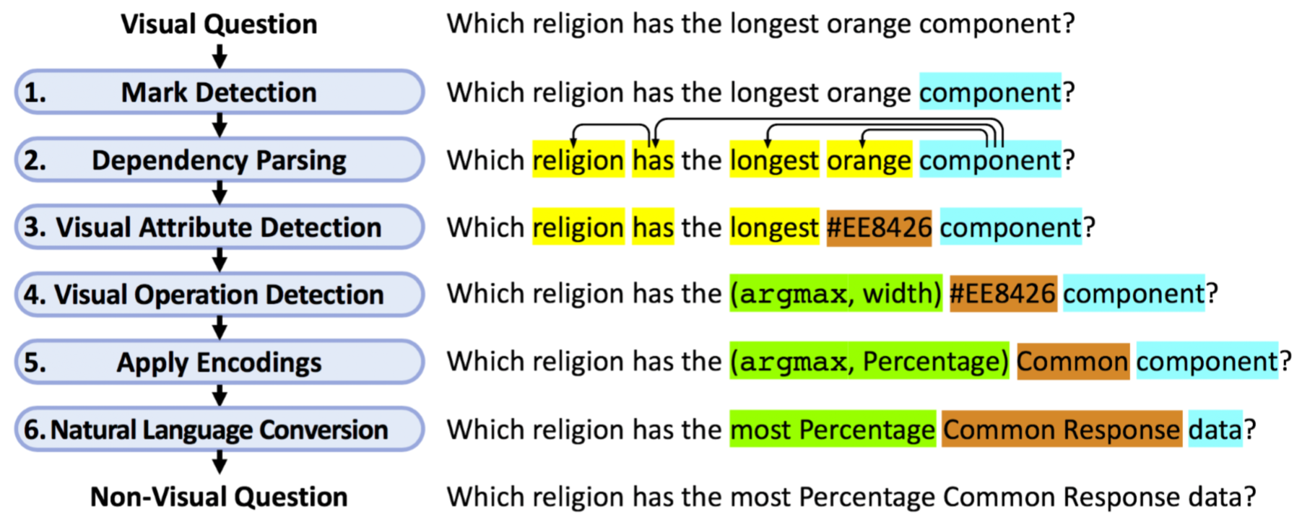 Visual Question Which religion has the longest orange component?
1. Mark Detection Which religion has the longest orange component?
2. Dependency Parsing Which religion has the longest orange component?
3. Visual Attribute Detection Which religion has the longest #EE8426 component?
4. Visual Operation Detection Which religion has the (argmax, width) #EE8426 component?
5. Apply Encodings Which religion has the (argmax, Percentage) Common component?
6. Natural Language Conversion Which religion has the most Percentage Common Response data?
Non-Visual Question Which religion has the most Percentage Common Response data?